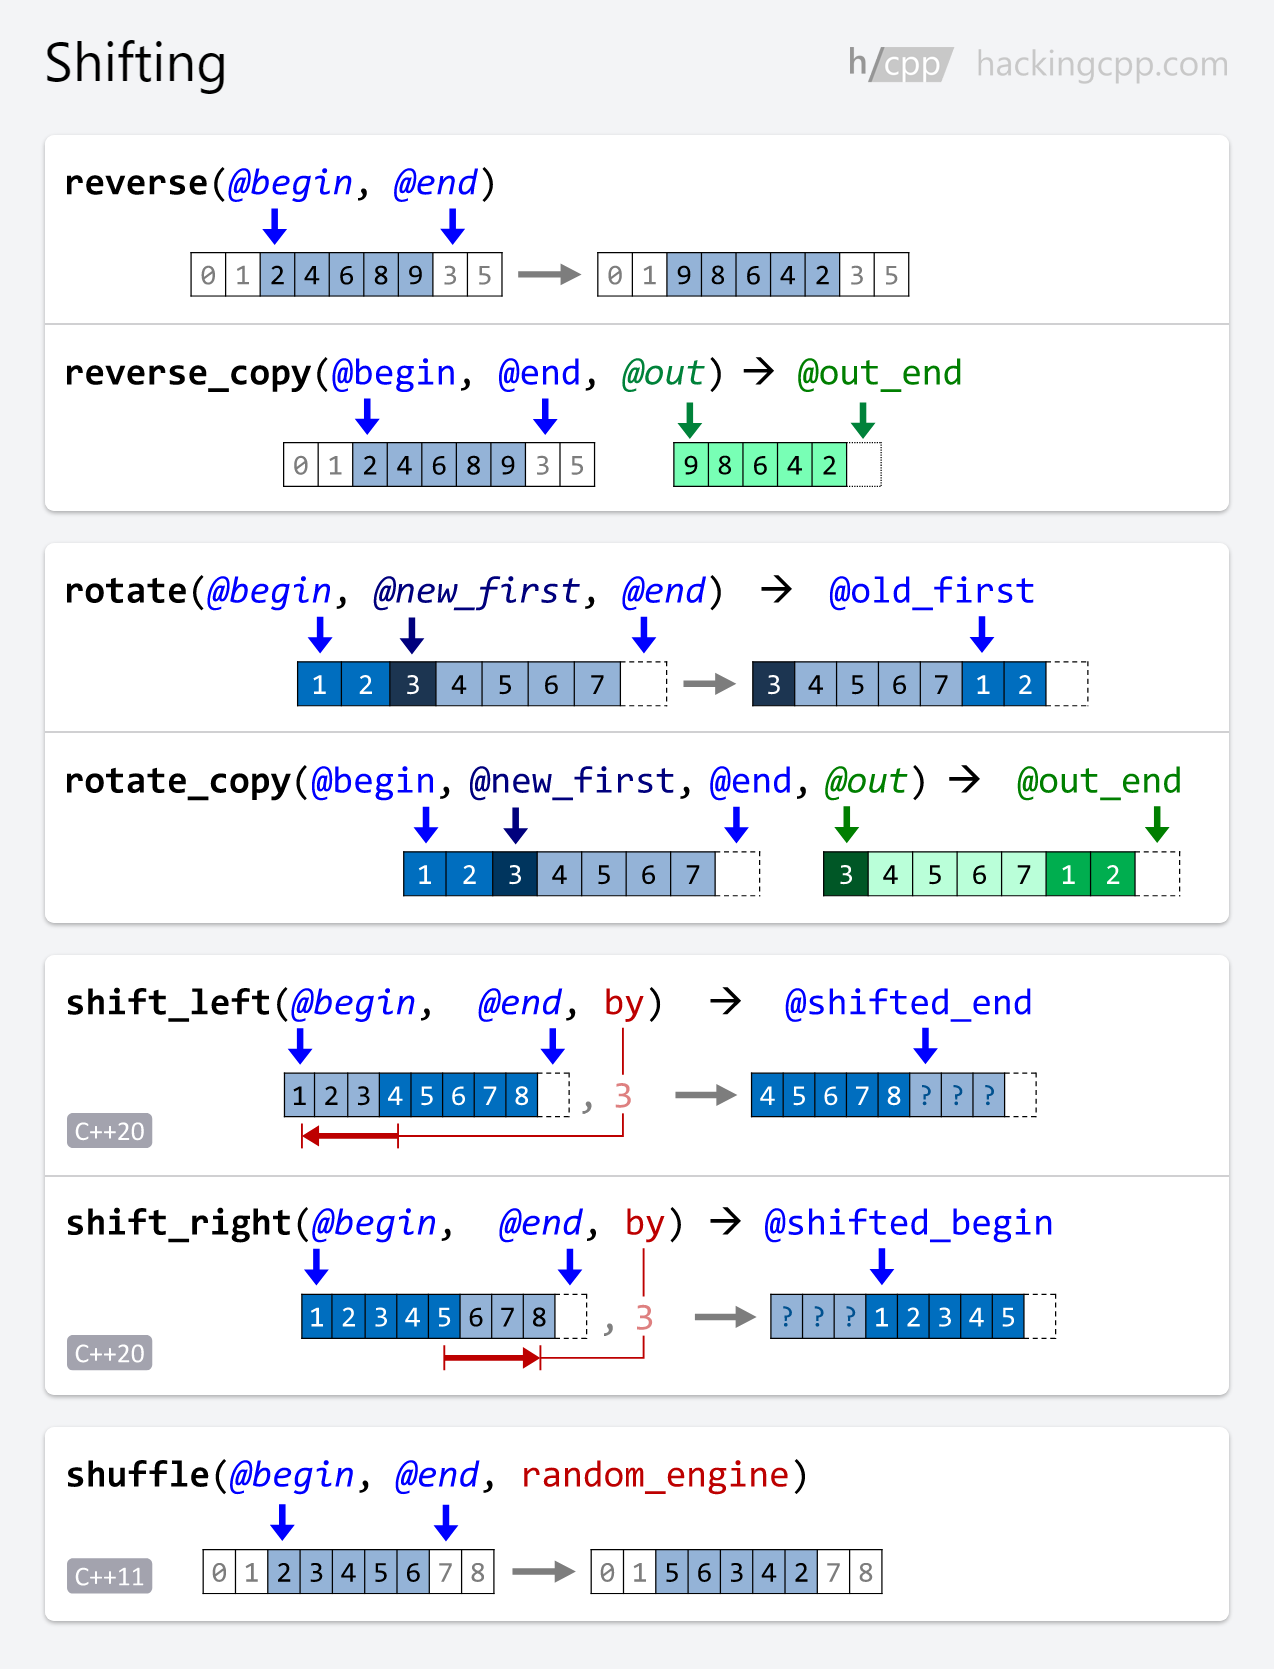 Shifting
h/cpp hackingcpp.com
reverse(@begin, @end)
0 1 2 4 6 8 9 3 5 0 1 9 8 6 4 2 3 5
reverse_copy(@begin, @end, @out) → @out_end
0 1 2 4 6 8 9 3 5 9 8 6 4 2
rotate(@begin, @new_first, @end) → @old_first
1 2 3 4 5 6 7 3 4 5 6 7 1 2
rotate_copy(@begin, @new_first, @end, @out) → @out_end
1 2 3 4 5 6 7 3 4 5 6 7 1 2
shift_left(@begin, @end, by) → @shifted_end
1 2 3 4 5 6 7 8 , 3 4 5 6 7 8 ? ? ?
C++20
shift_right(@begin, @end, by) → @shifted_begin
1 2 3 4 5 6 7 8 , 3 ? ? ? 1 2 3 4 5
C++20
shuffle(@begin, @end, random_engine)
C++11 0 1 2 3 4 5 6 7 8 0 1 5 6 3 4 2 7 8